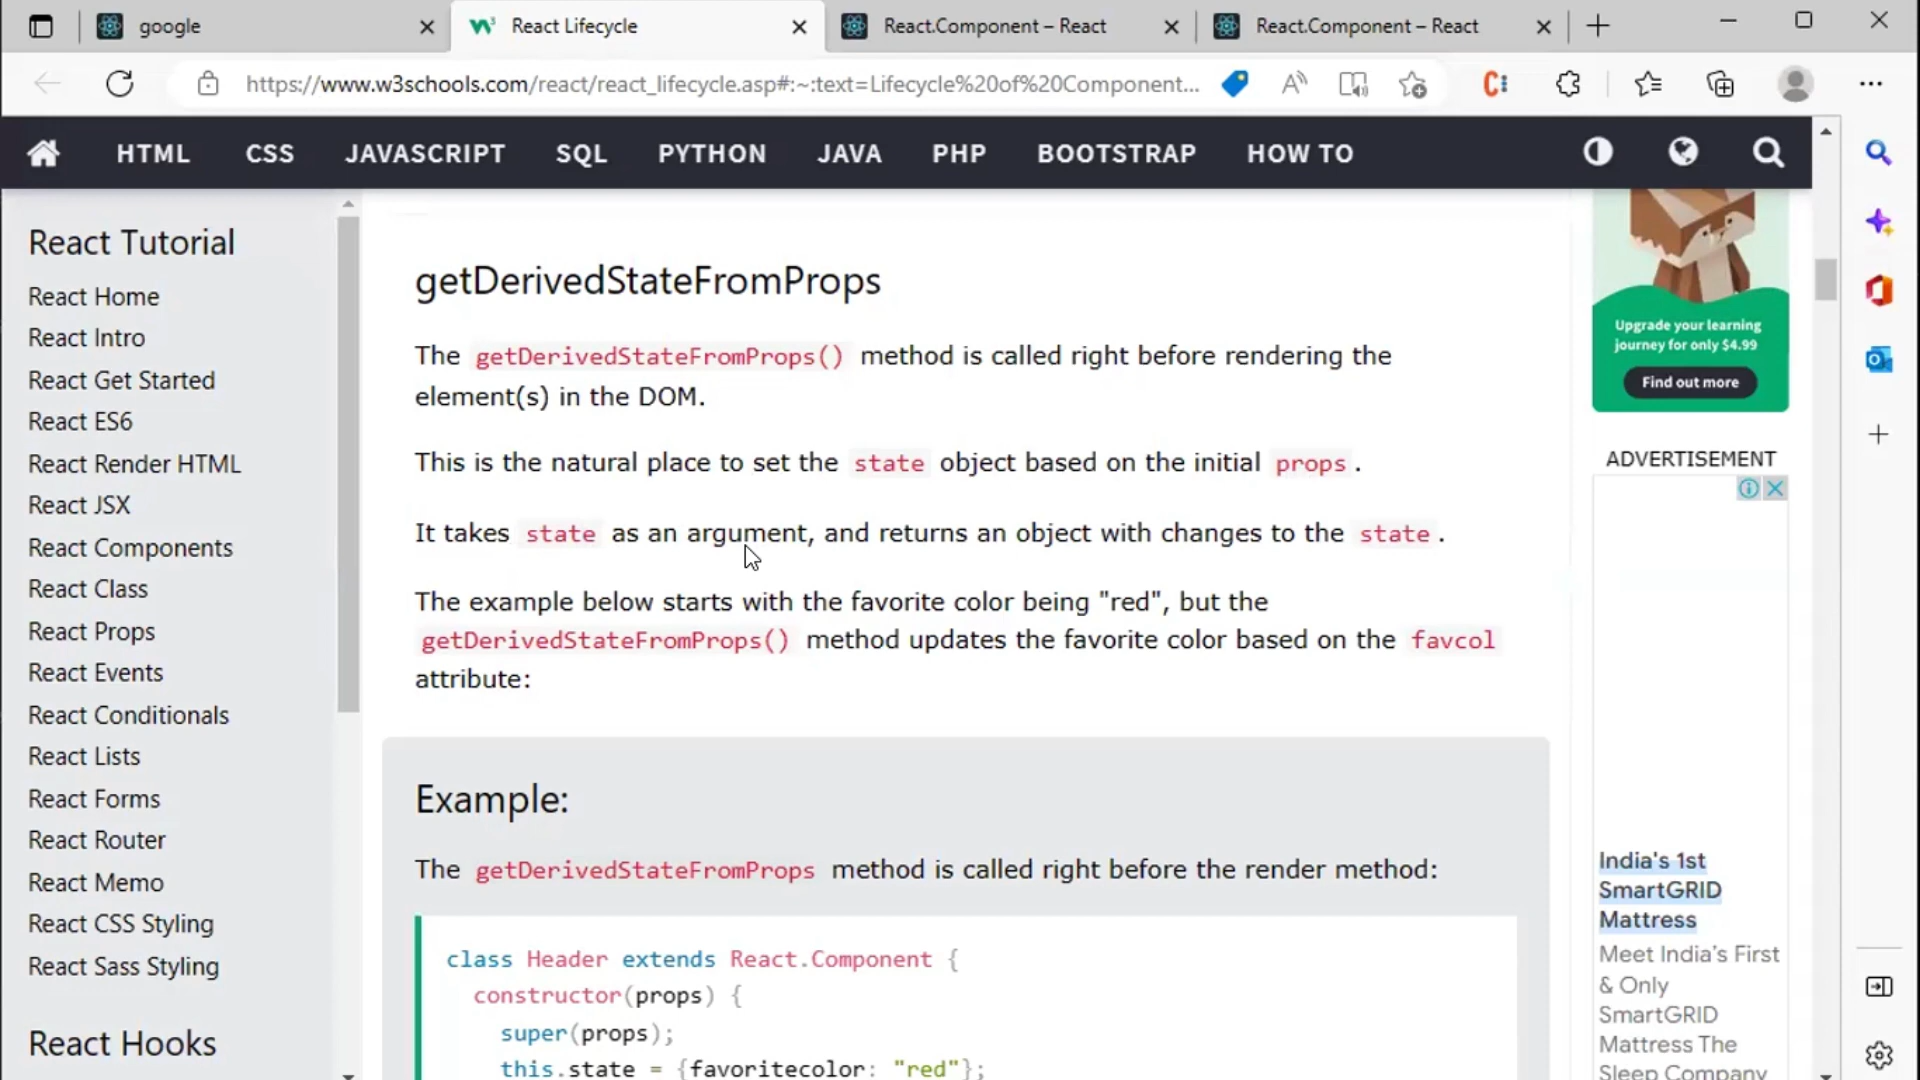 google
React Lifecycle
React.Component – React
React.Component – React
https://www.w3schools.com/react/react_lifecycle.asp#:~:text=Lifecycle%20of%20Component...
HTML CSS JAVASCRIPT SQL PYTHON JAVA PHP BOOTSTRAP HOW TO
React Tutorial
React Home
React Intro
React Get Started
React ES6
React Render HTML
React JSX
React Components
React Class
React Props
React Events
React Conditionals
React Lists
React Forms
React Router
React Memo
React CSS Styling
React Sass Styling
React Hooks
getDerivedStateFromProps
The getDerivedStateFromProps() method is called right before rendering the
element(s) in the DOM.
This is the natural place to set the state object based on the initial props.
It takes state as an argument, and returns an object with changes to the state.
The example below starts with the favorite color being "red", but the
getDerivedStateFromProps() method updates the favorite color based on the favcol
attribute:
Example:
The getDerivedStateFromProps method is called right before the render method:
class Header extends React.Component {
constructor(props) {
super(props);
this.state = {favoritecolor: "red"};
Upgrade your learning
journey for only $4.99
Find out more
ADVERTISEMENT
India's 1st
SmartGRID
Mattress
Meet India's First
& Only
SmartGRID
Mattress The
Sleep Company